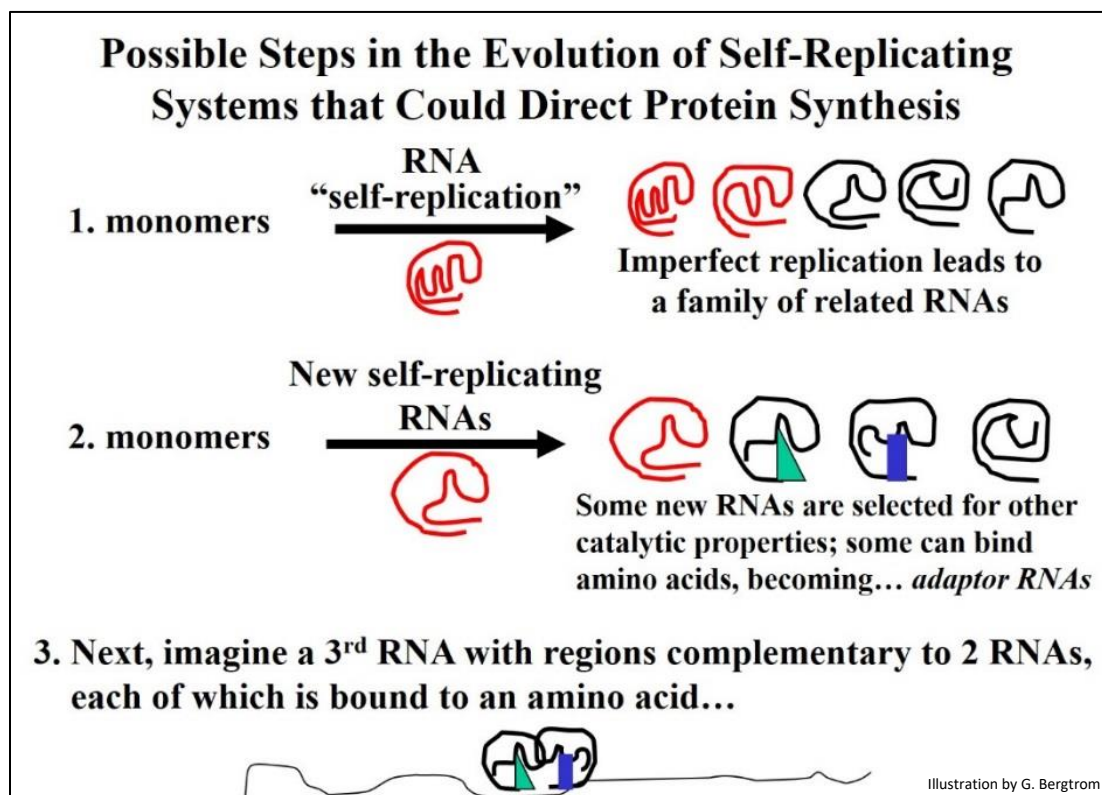 Possible Steps in the Evolution of Self-Replicating
Systems that Could Direct Protein Synthesis
RNA
“self-replication”
1. monomers
Imperfect replication leads to
a family of related RNAs
New self-replicating
RNAs
2. monomers
Some new RNAs are selected for other
catalytic properties; some can bind
amino acids, becoming… adaptor RNAs
3. Next, imagine a 3rd RNA with regions complementary to 2 RNAs,
each of which is bound to an amino acid…
Illustration by G. Bergtrom